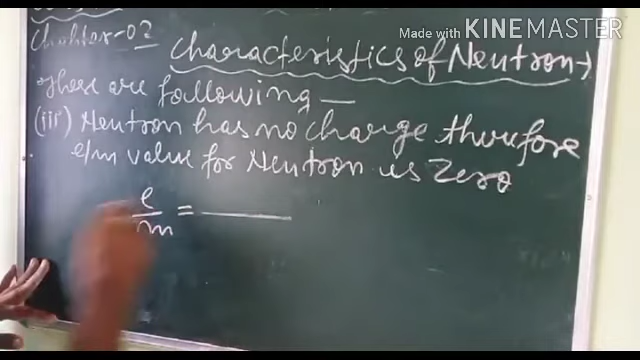 Made with KINEMASTER
Chapter-02
Characteristics of Neutron→
There are following —
(iii) Neutron has no charge therefore
e/m value for Neutron is Zero
e/m = ———